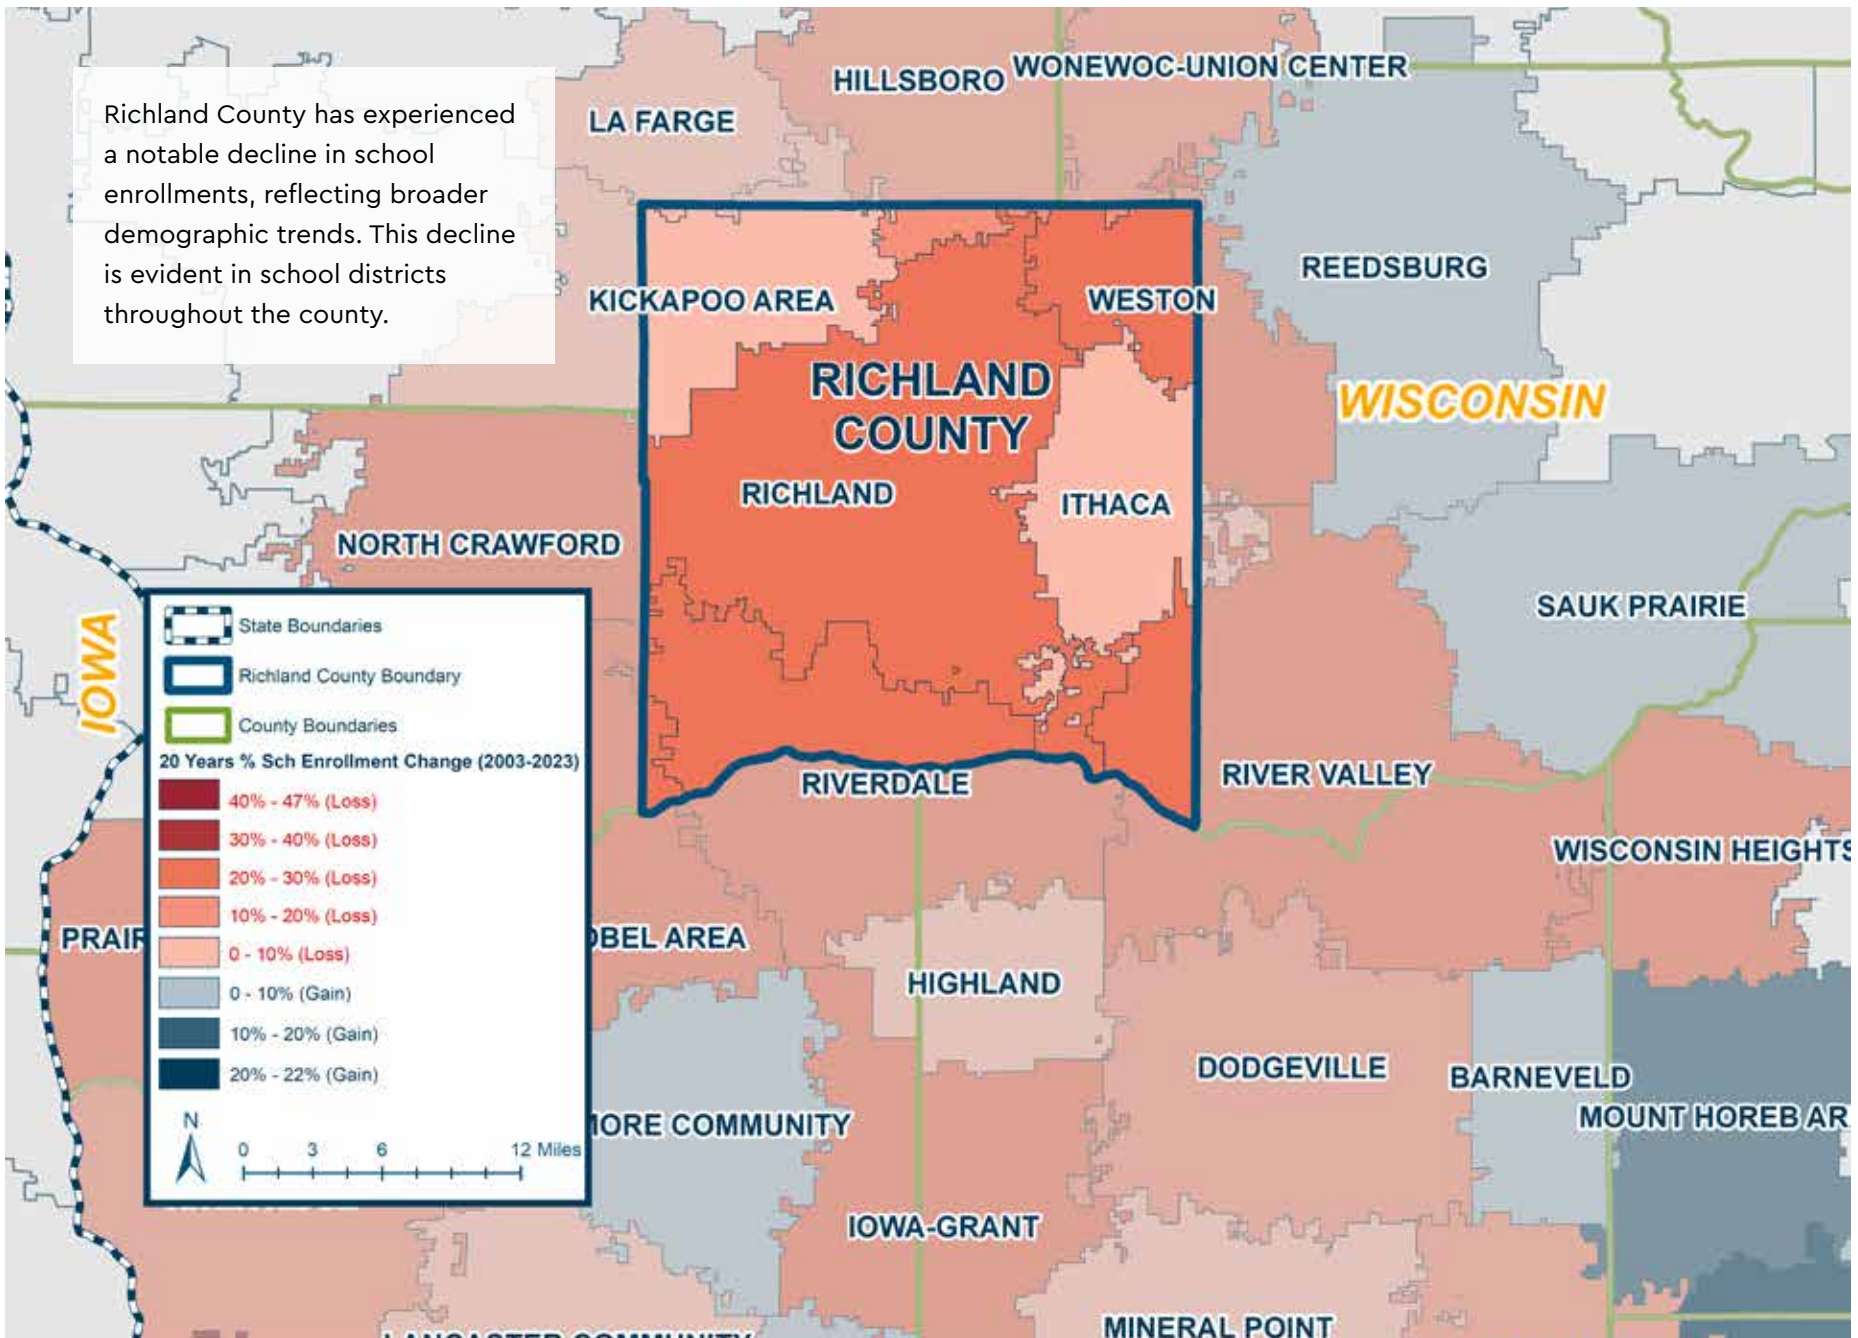 Richland County has experienced
a notable decline in school
enrollments, reflecting broader
demographic trends. This decline
is evident in school districts
throughout the county.
HILLSBORO
WONEWOC-UNION CENTER
LA FARGE
REEDSBURG
KICKAPOO AREA
WESTON
RICHLAND
COUNTY
WISCONSIN
RICHLAND
ITHACA
NORTH CRAWFORD
SAUK PRAIRIE
IOWA
RIVERDALE
RIVER VALLEY
WISCONSIN HEIGHTS
PRAIR
OBEL AREA
HIGHLAND
DODGEVILLE
BARNEVELD
MOUNT HOREB AR
MORE COMMUNITY
IOWA-GRANT
MINERAL POINT
LANCASTER COMMUNITY
State Boundaries
Richland County Boundary
County Boundaries
20 Years % Sch Enrollment Change (2003-2023)
40% - 47% (Loss)
30% - 40% (Loss)
20% - 30% (Loss)
10% - 20% (Loss)
0 - 10% (Loss)
0 - 10% (Gain)
10% - 20% (Gain)
20% - 22% (Gain)
N
0 3 6 12 Miles